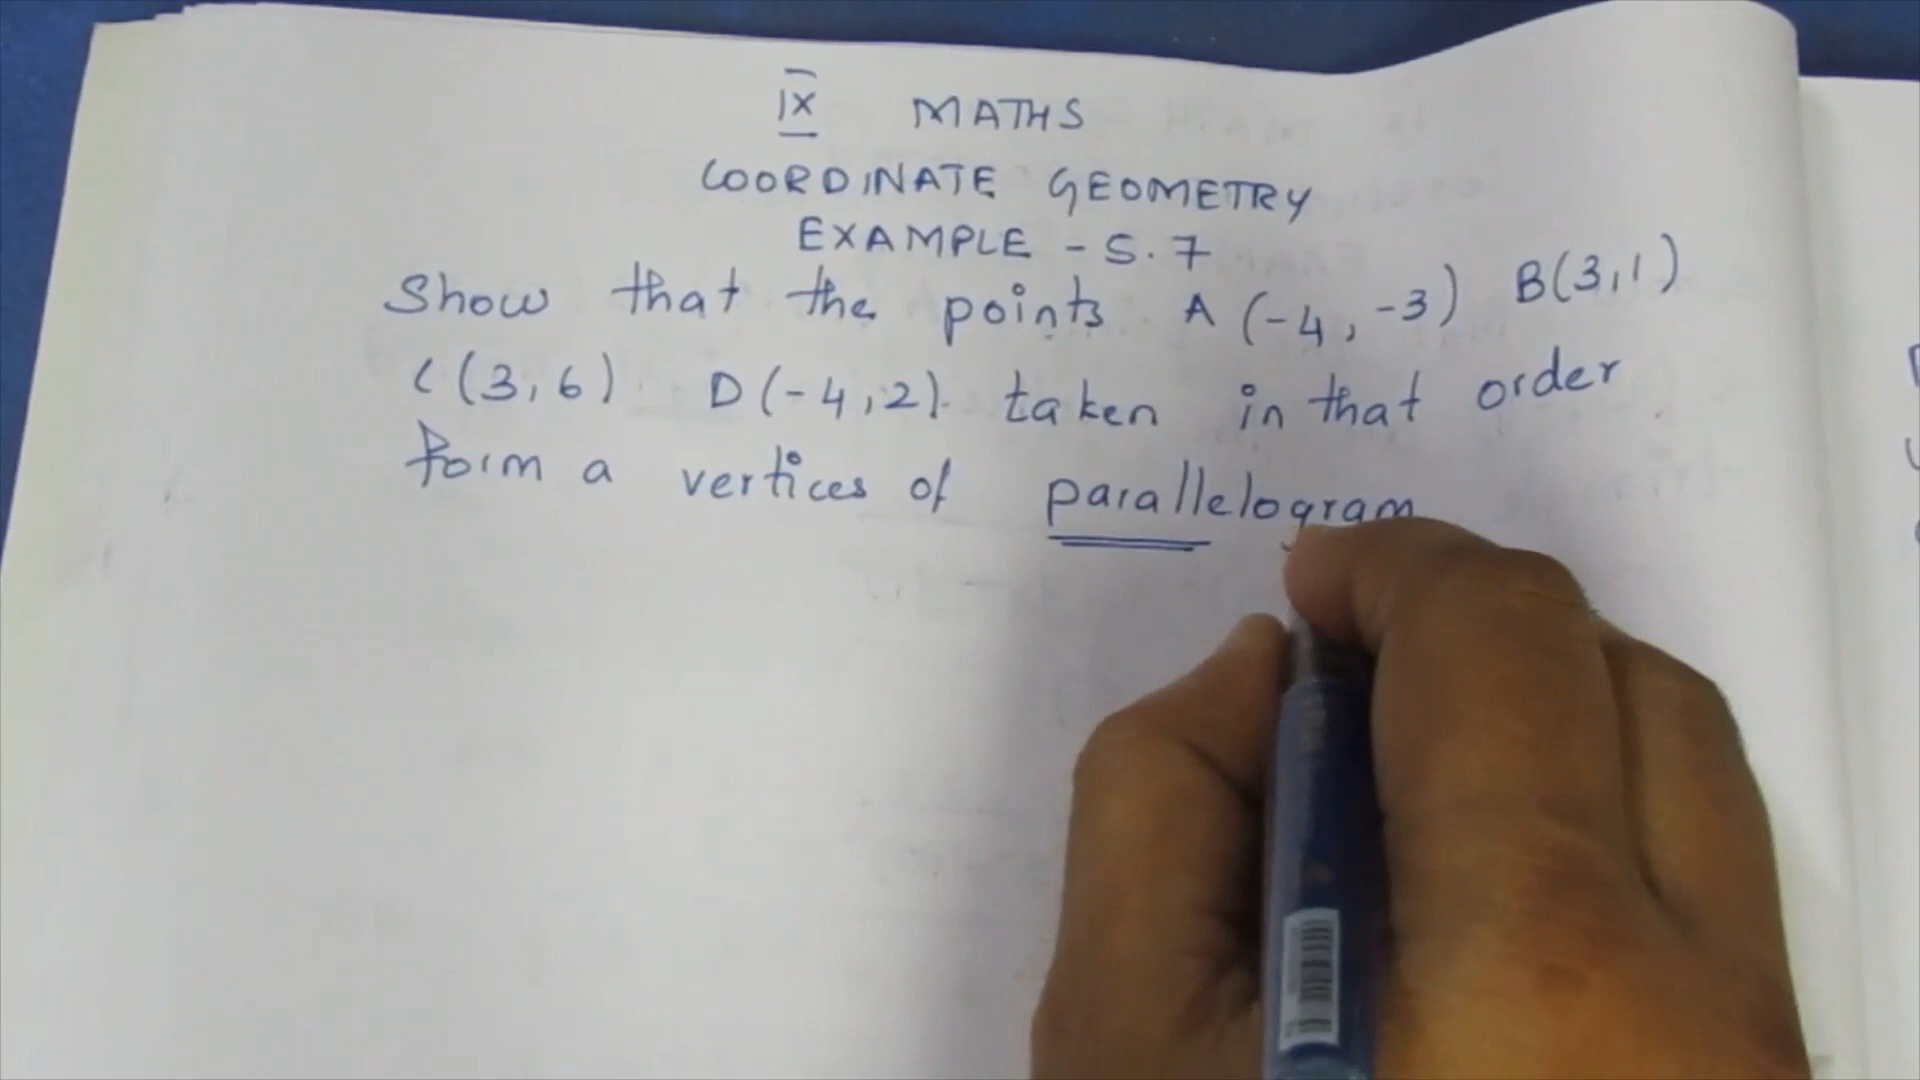 IX MATHS
COORDINATE GEOMETRY
EXAMPLE - 5.7
Show that the points A (-4, -3) B(3,1)
C (3,6) D(-4,2). taken in that order
form a vertices of parallelogram